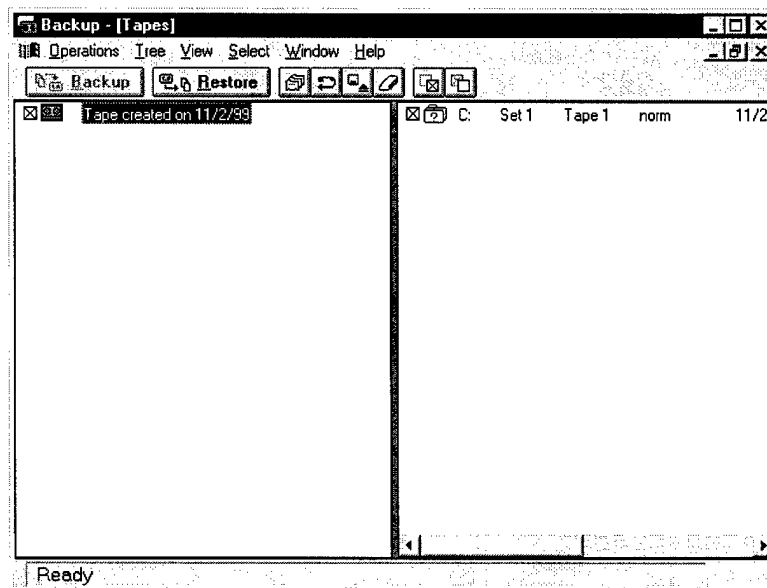 Backup - [Tapes]
Operations Tree View Select Window Help
Backup Restore
Tape created on 11/2/99
C: Set 1 Tape 1 norm 11/2
Ready